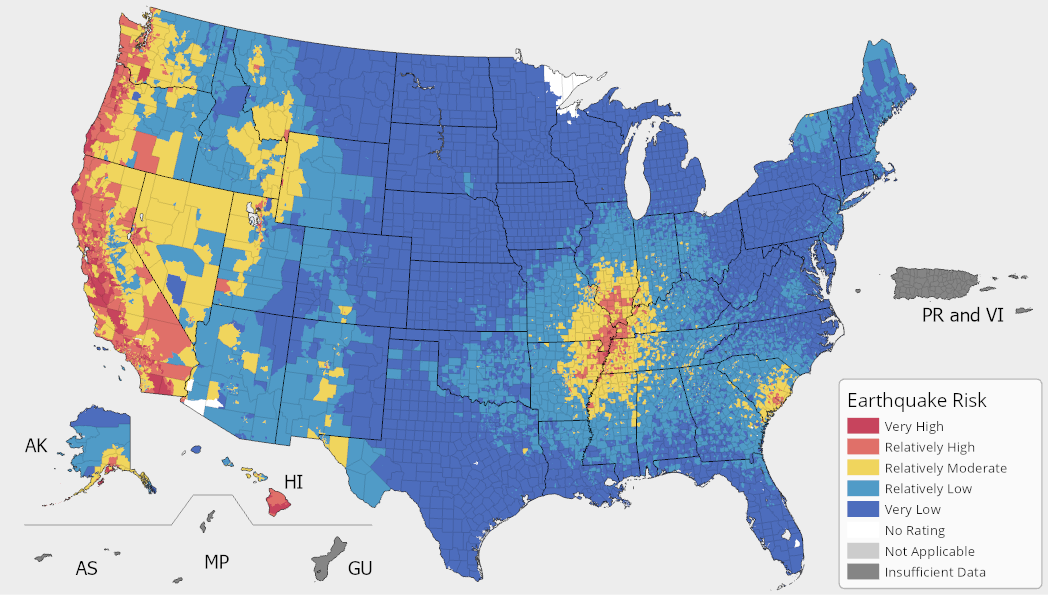 PR and VI
Earthquake Risk
Very High
Relatively High
Relatively Moderate
Relatively Low
Very Low
No Rating
Not Applicable
Insufficient Data
AK
HI
AS
MP
GU